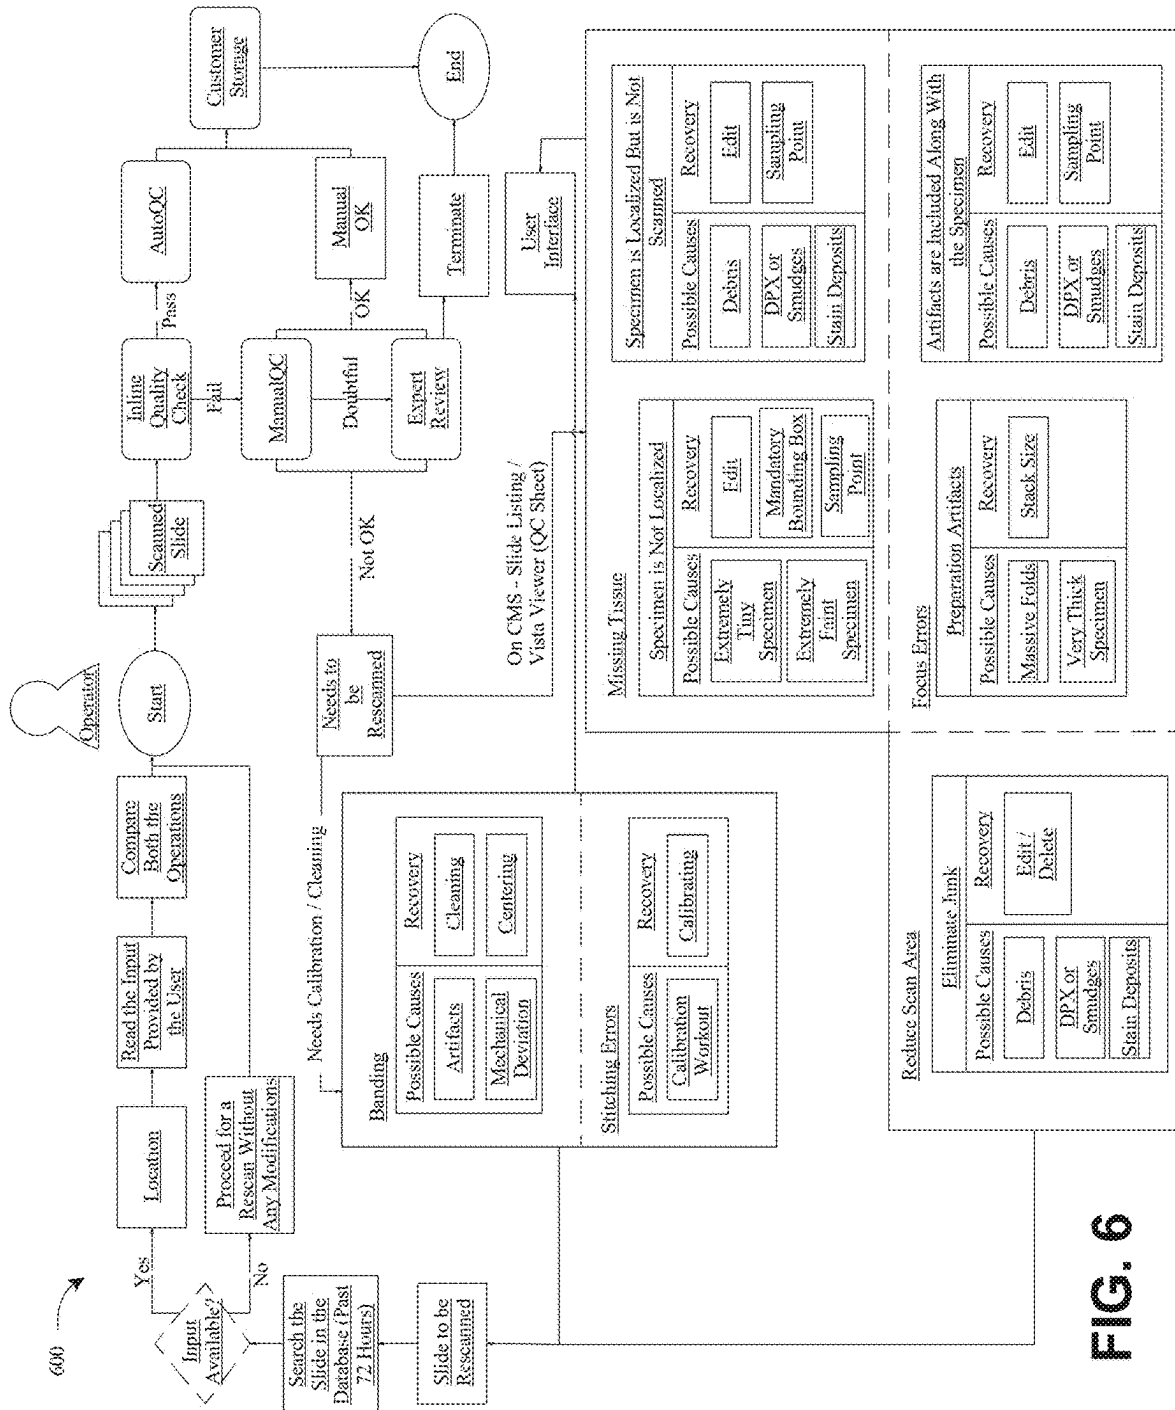 600
Input
Available?
Yes
No
Location
Read the Input
Provided by
the User
Compare
Both the
Operations
Proceed for a
Rescan Without
Any Modifications
Search the
Slide in the
Database (Past
72 Hours)
Slide to be
Rescanned
Operator
Start
Scanned
Slide
Inline
Quality
Check
Pass
Fail
AutoQC
Customer
Storage
ManualQC
Doubtful
Expert
Review
OK
Manual
OK
Terminate
End
Not OK
Needs to
be
Rescanned
Needs Calibration / Cleaning
On CMS - Slide Listing /
Vista Viewer (QC Sheet)
User
Interface
Banding
Possible Causes
Recovery
Artifacts
Cleaning
Mechanical
Deviation
Centering
Stitching Errors
Possible Causes
Recovery
Calibration
Workout
Calibrating
Missing Tissue
Specimen is Not Localized
Possible Causes
Recovery
Extremely
Tiny
Specimen
Extremely
Faint
Specimen
Edit
Mandatory
Bounding Box
Sampling
Point
Specimen is Localized But is Not
Scanned
Possible Causes
Recovery
Debris
DPX or
Smudges
Stain Deposits
Edit
Sampling
Point
Reduce Scan Area
Eliminate Junk
Possible Causes
Recovery
Debris
DPX or
Smudges
Stain Deposits
Edit /
Delete
Focus Errors
Preparation Artifacts
Possible Causes
Recovery
Massive Folds
Very Thick
Specimen
Stack Size
Artifacts are Included Along With
the Specimen
Possible Causes
Recovery
Debris
DPX or
Smudges
Stain Deposits
Edit
Sampling
Point
FIG. 6